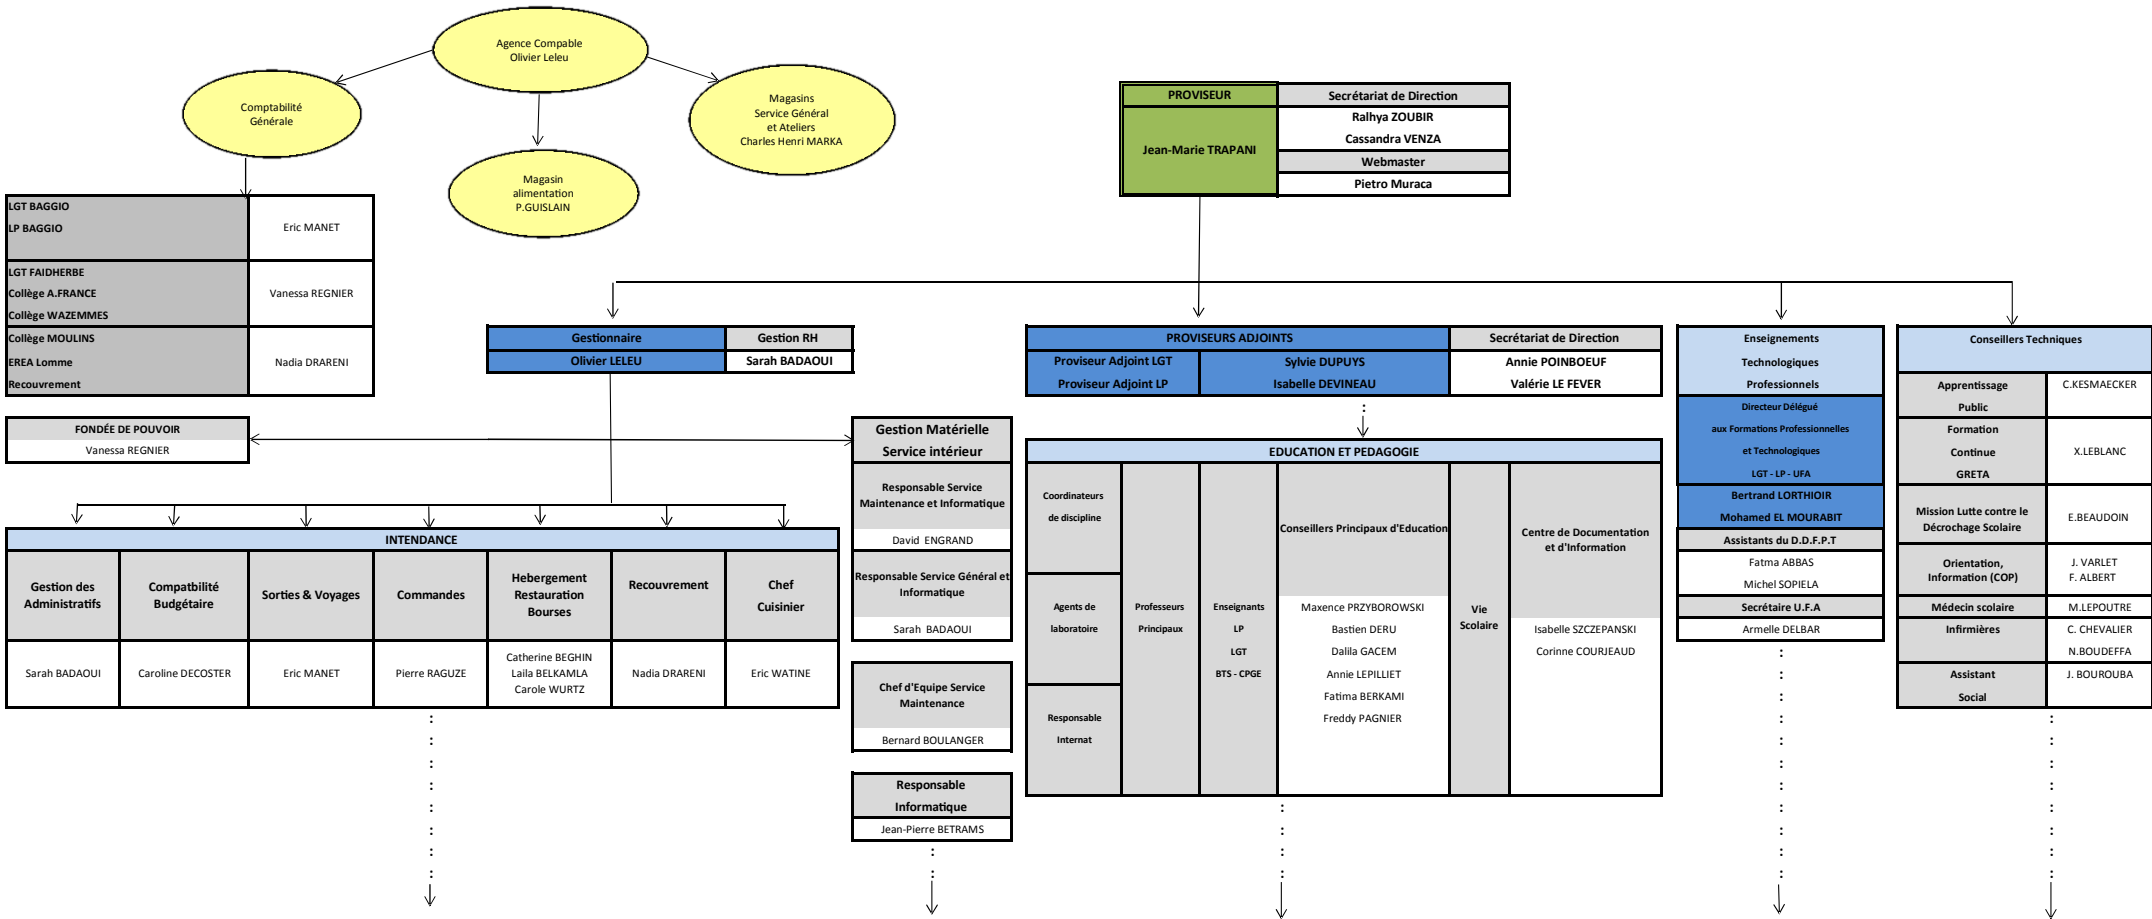 Agence Compable
Olivier Leleu
Comptabilité
Générale
Magasins
Service Général
et Ateliers
Charles Henri MARKA
Magasin
alimentation
P.GUISLAIN
PROVISEUR
Jean-Marie TRAPANI
Secrétariat de Direction
Ralhya ZOUBIR
Cassandra VENZA
Webmaster
Pietro Muraca
LGT BAGGIO
LP BAGGIO
Eric MANET
LGT FAIDHERBE
Collège A.FRANCE
Collège WAZEMMES
Vanessa REGNIER
Collège MOULINS
EREA Lomme
Recouvrement
Nadia DRARENI
FONDÉE DE POUVOIR
Vanessa REGNIER
Gestionnaire
Olivier LELEU
Gestion RH
Sarah BADAOUI
Gestion Matérielle
Service intérieur
Responsable Service
Maintenance et Informatique
David ENGRAND
Responsable Service Général et
Informatique
Sarah BADAOUI
Chef d'Equipe Service
Maintenance
Bernard BOULANGER
Responsable
Informatique
Jean-Pierre BETRAMS
INTENDANCE
Gestion des
Administratifs
Sarah BADAOUI
Compatbilité
Budgétaire
Caroline DECOSTER
Sorties & Voyages
Eric MANET
Commandes
Pierre RAGUZE
Hebergement
Restauration
Bourses
Catherine BEGHIN
Laila BELKAMLA
Carole WURTZ
Recouvrement
Nadia DRARENI
Chef
Cuisinier
Eric WATINE
PROVISEURS ADJOINTS
Proviseur Adjoint LGT
Sylvie DUPUYS
Proviseur Adjoint LP
Isabelle DEVINEAU
Secrétariat de Direction
Annie POINBOEUF
Valérie LE FEVER
EDUCATION ET PEDAGOGIE
Coordinateurs
de discipline
Agents de
laboratoire
Responsable
Internat
Professeurs
Principaux
Enseignants
LP
LGT
BTS - CPGE
Conseillers Principaux d'Education
Maxence PRZYBOROWSKI
Bastien DERU
Dalila GACEM
Annie LEPILLIET
Fatima BERKAMI
Freddy PAGNIER
Vie
Scolaire
Centre de Documentation
et d'Information
Isabelle SZCZEPANSKI
Corinne COURJEAUD
Enseignements
Technologiques
Professionnels
Directeur Délégué
aux Formations Professionnelles
et Technologiques
LGT - LP - UFA
Bertrand LORTHIOIR
Mohamed EL MOURABIT
Assistants du D.D.F.P.T
Fatma ABBAS
Michel SOPIELA
Secrétaire U.F.A
Armelle DELBAR
Conseillers Techniques
Apprentissage
Public
C.KESMAECKER
Formation
Continue
GRETA
X.LEBLANC
Mission Lutte contre le
Décrochage Scolaire
E.BEAUDOIN
Orientation,
Information (COP)
J. VARLET
F. ALBERT
Médecin scolaire
M.LEPOUTRE
Infirmières
C. CHEVALIER
N.BOUDEFFA
Assistant
Social
J. BOUROUBA